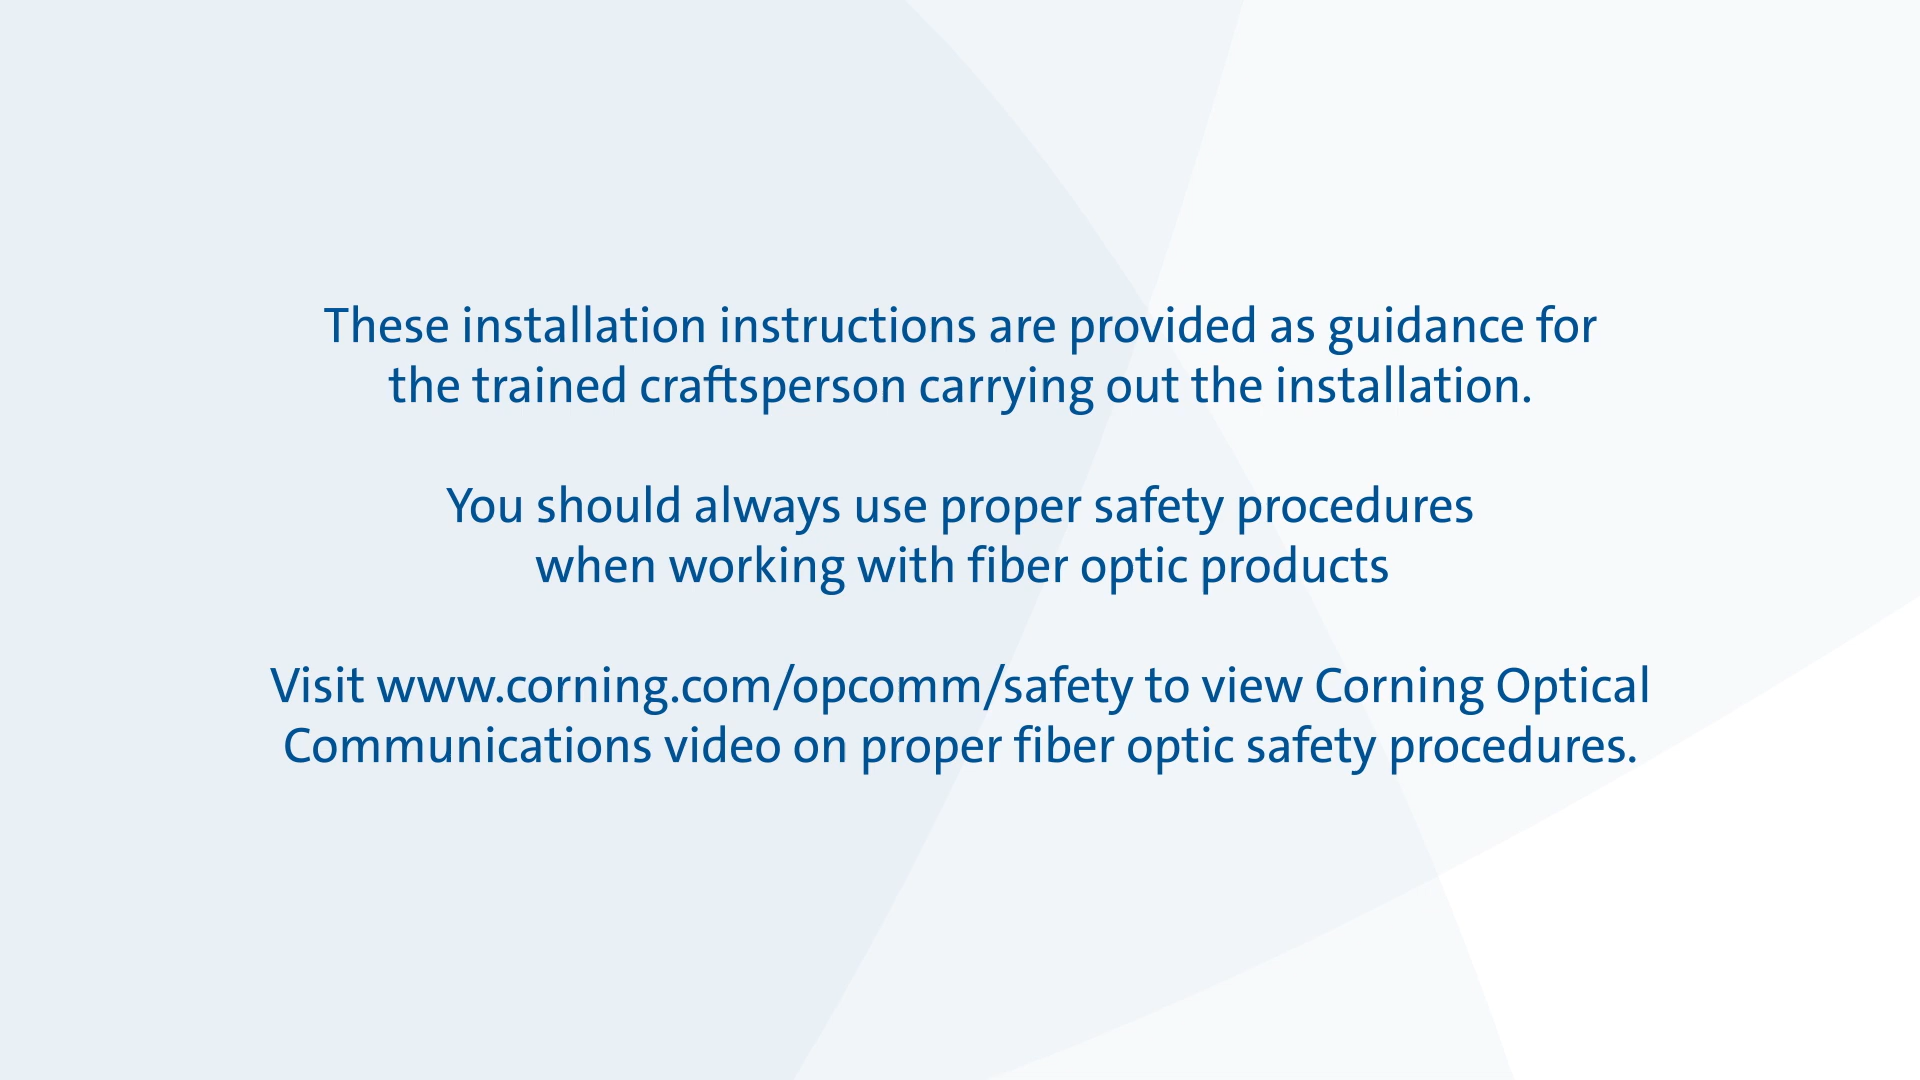 These installation instructions are provided as guidance for
the trained craftsperson carrying out the installation.
You should always use proper safety procedures
when working with fiber optic products
Visit www.corning.com/opcomm/safety to view Corning Optical
Communications video on proper fiber optic safety procedures.